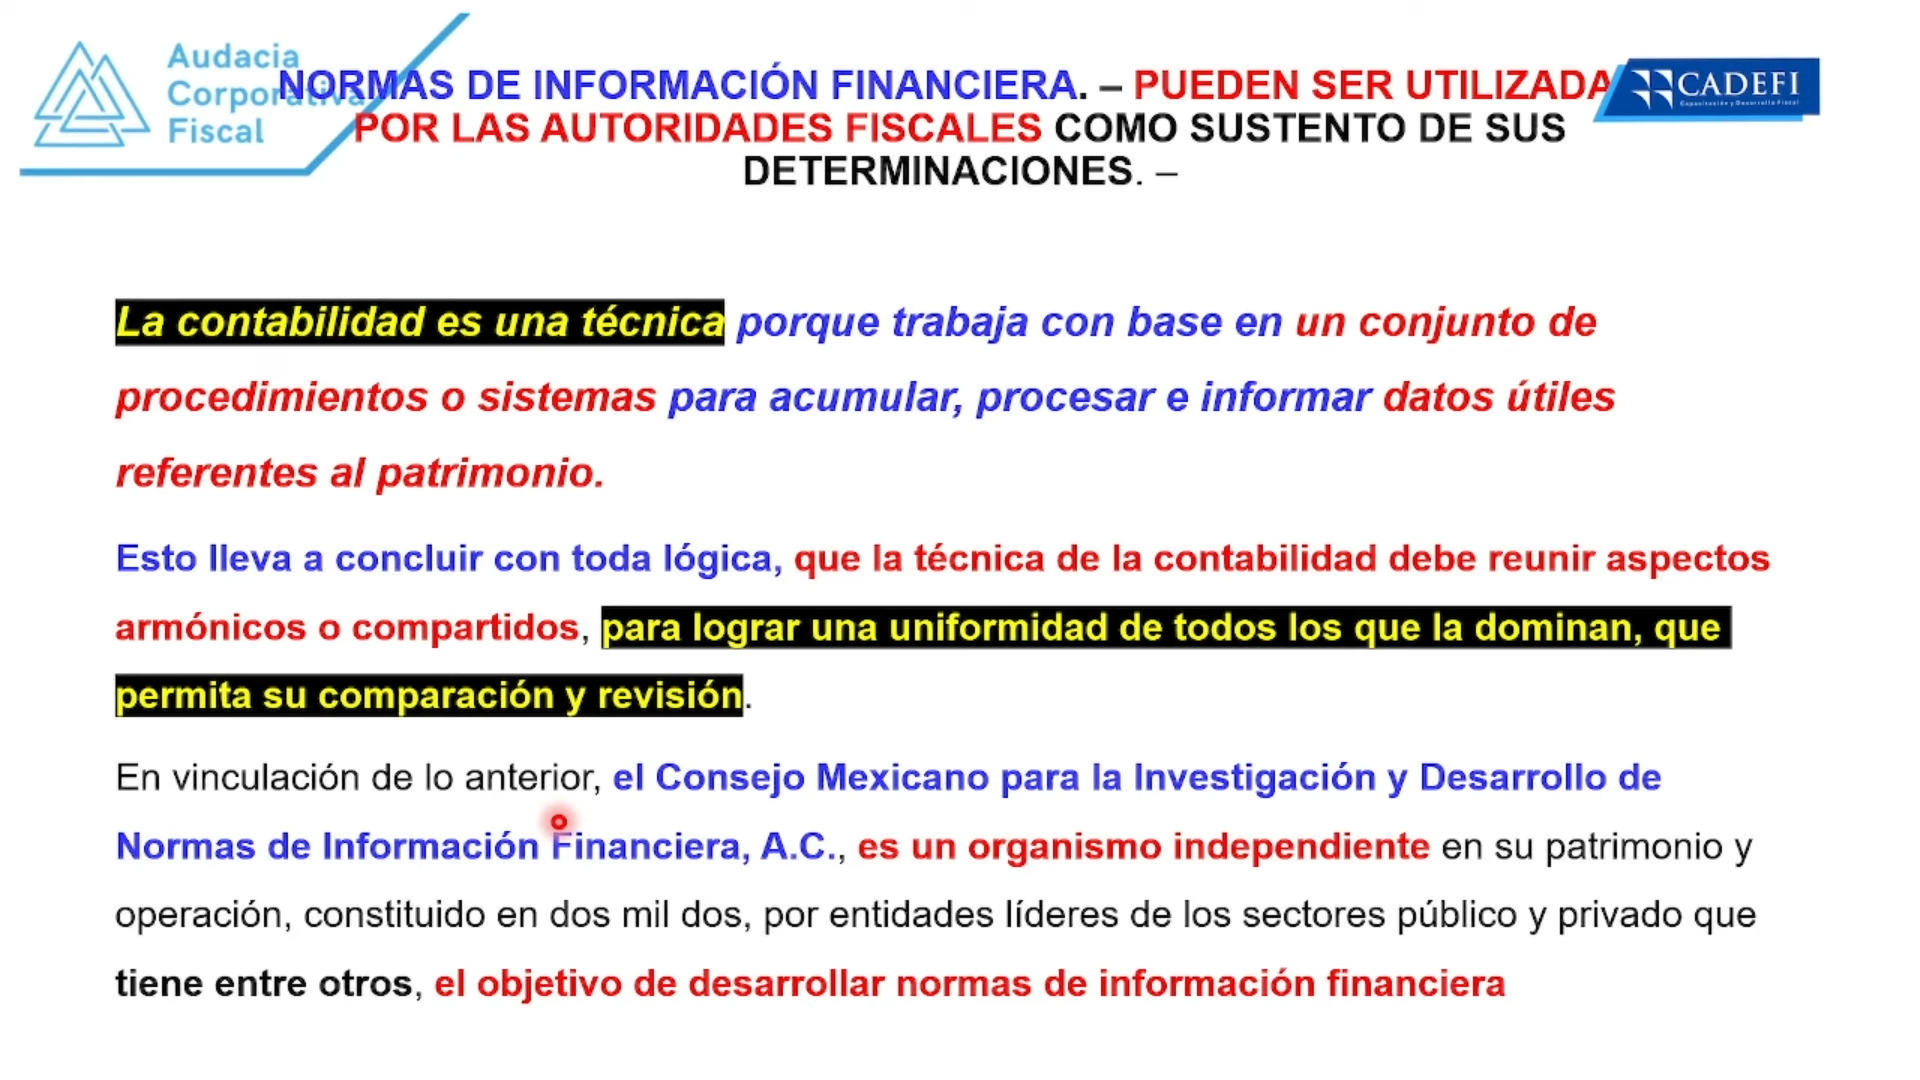 Audacia
Corporativa
Fiscal
NORMAS DE INFORMACIÓN FINANCIERA. – PUEDEN SER UTILIZADA
CADEFI
Capacitación y Desarrollo Fiscal
POR LAS AUTORIDADES FISCALES COMO SUSTENTO DE SUS
DETERMINACIONES. –
La contabilidad es una técnica porque trabaja con base en un conjunto de
procedimientos o sistemas para acumular, procesar e informar datos útiles
referentes al patrimonio.
Esto lleva a concluir con toda lógica, que la técnica de la contabilidad debe reunir aspectos
armónicos o compartidos, para lograr una uniformidad de todos los que la dominan, que
permita su comparación y revisión.
En vinculación de lo anterior, el Consejo Mexicano para la Investigación y Desarrollo de
Normas de Información Financiera, A.C., es un organismo independiente en su patrimonio y
operación, constituido en dos mil dos, por entidades líderes de los sectores público y privado que
tiene entre otros, el objetivo de desarrollar normas de información financiera